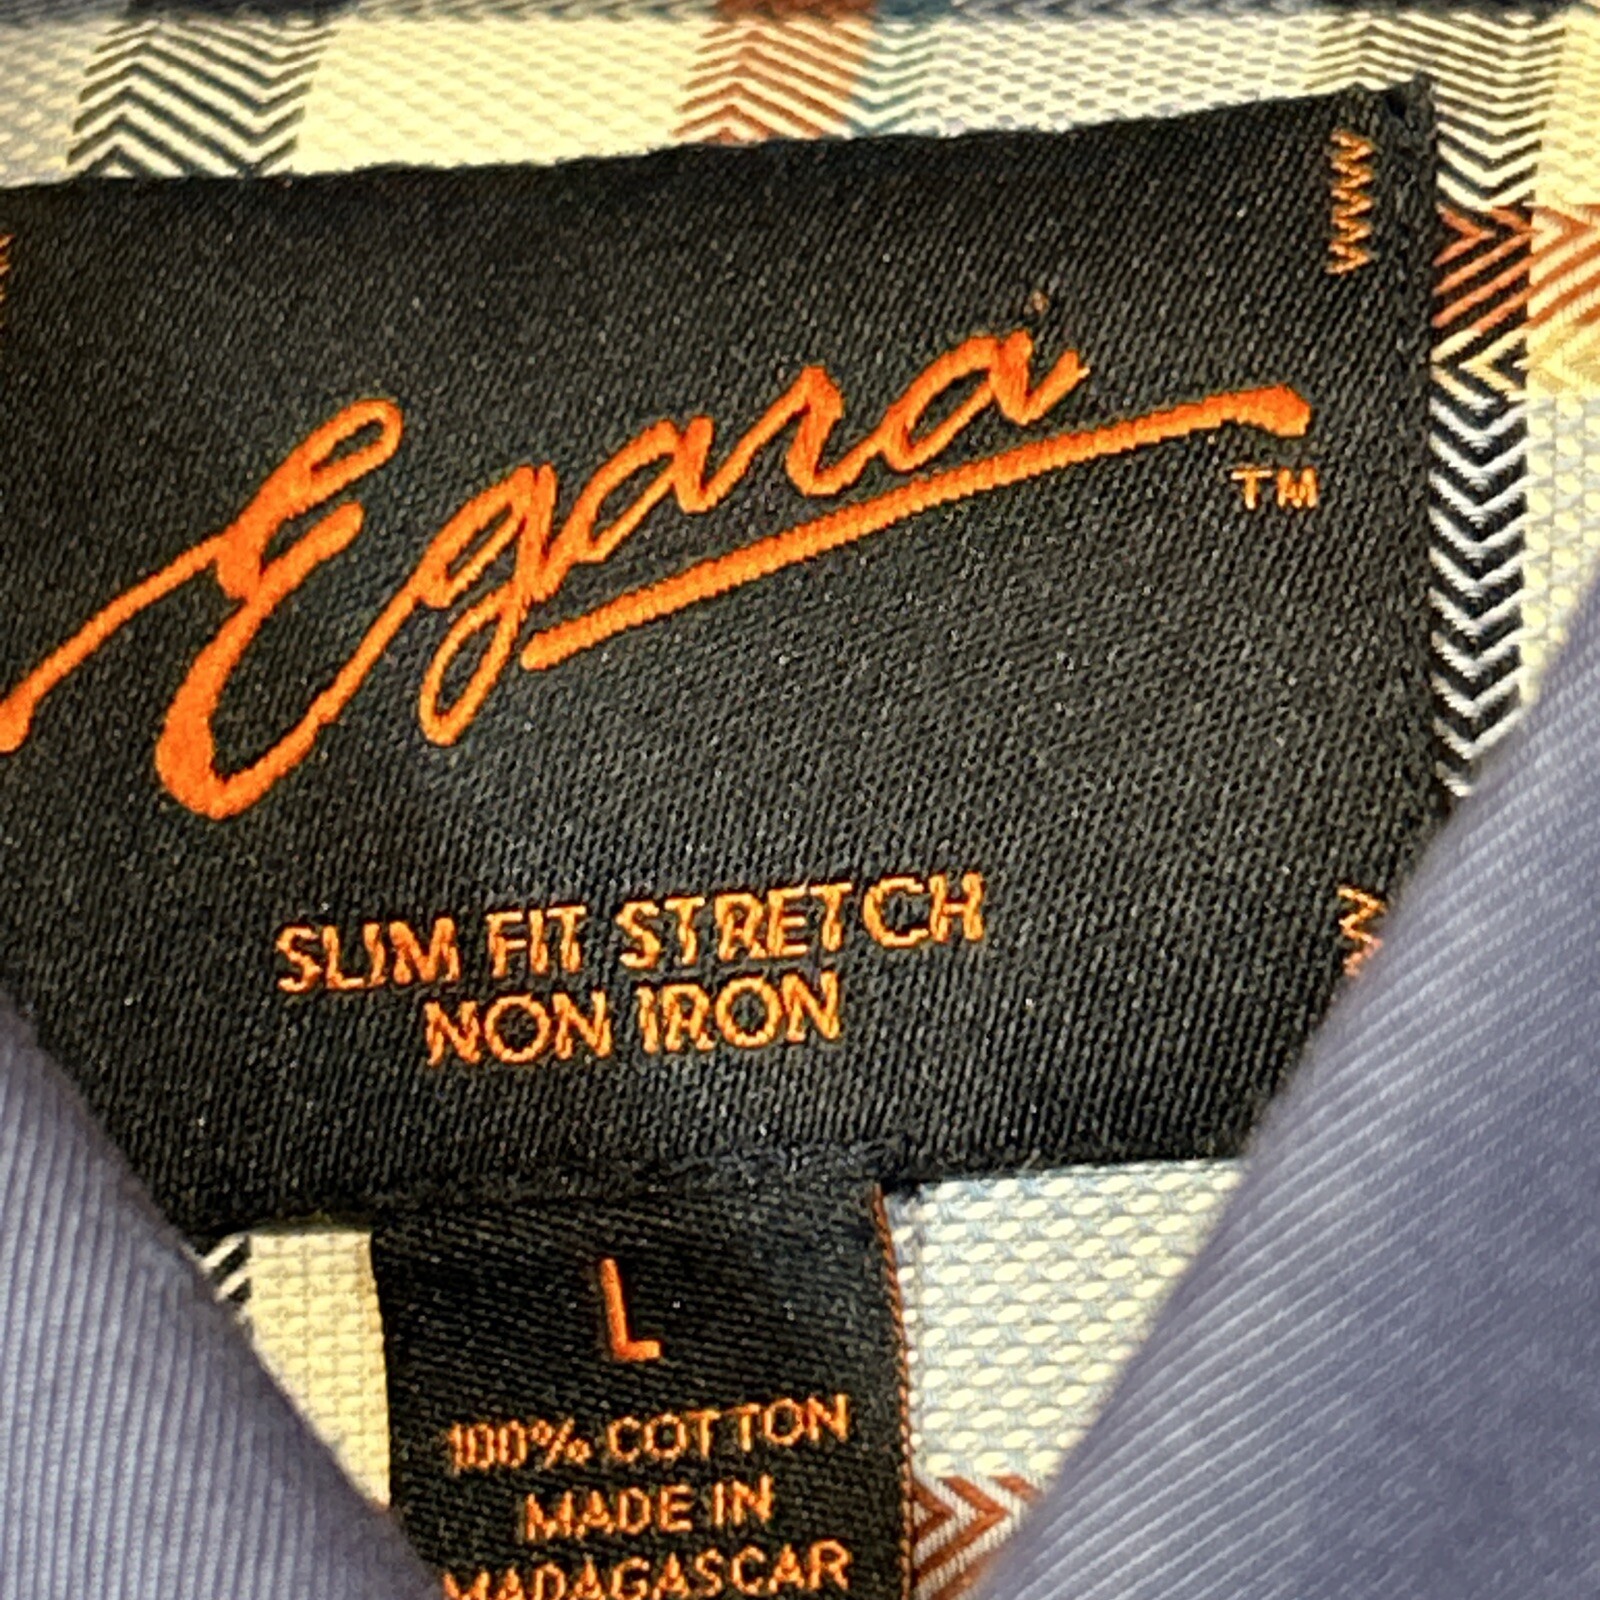 Egara
TM
SLIM FIT STRETCH
NON IRON
L
100% COTTON
MADE IN
MADAGASCAR